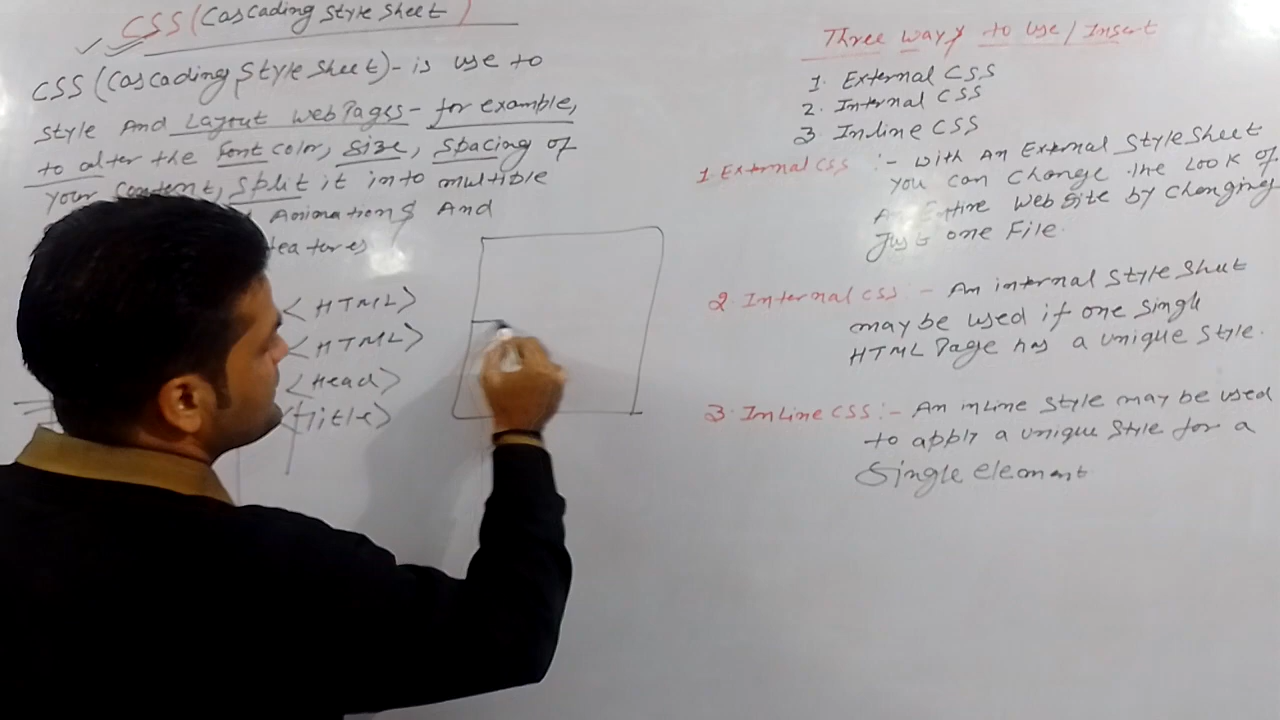 CSS (Cascading Style Sheet)
CSS (Cascading Style Sheet)- is use to
style And Layout Web Pages - for example,
to alter the Font color, Size, Spacing of
your content, Split it into multible
Animations And
features
<HTML>
<HTML>
<Head>
<Title>
Three ways to use/Insert
1. External CSS
2. Internal CSS
3 Inline CSS
1 External CSS :- With An External StyleSheet
you can change the Look of
An Entire Website by changing
Just one File.
2. Internal CSS :- An internal Style Sheet
may be used if one Single
HTML Page has a unique Style.
3. InLine CSS :- An inLine Style may be used
to apply a unique Style for a
Single element